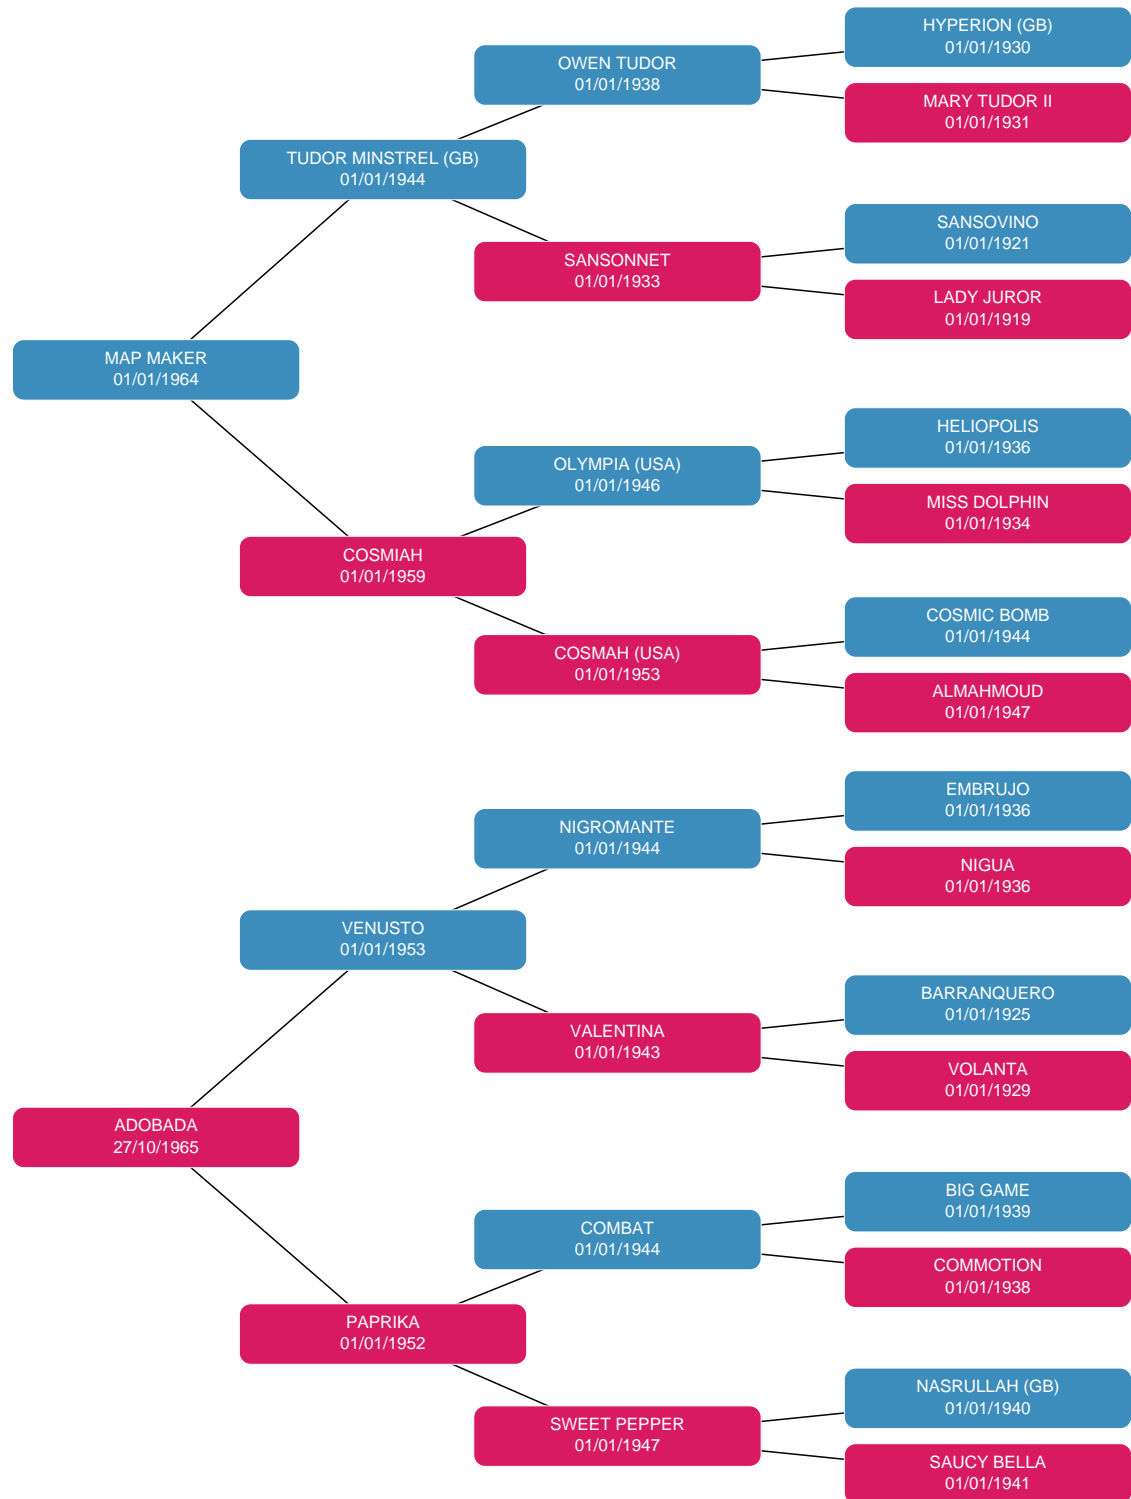 HYPERION (GB)
01/01/1930
OWEN TUDOR
01/01/1938
MARY TUDOR II
01/01/1931
TUDOR MINSTREL (GB)
01/01/1944
SANSOVINO
01/01/1921
SANSONNET
01/01/1933
LADY JUROR
01/01/1919
MAP MAKER
01/01/1964
HELIOPOLIS
01/01/1936
OLYMPIA (USA)
01/01/1946
MISS DOLPHIN
01/01/1934
COSMIAH
01/01/1959
COSMIC BOMB
01/01/1944
COSMAH (USA)
01/01/1953
ALMAHMOUD
01/01/1947
EMBRUJO
01/01/1936
NIGROMANTE
01/01/1944
NIGUA
01/01/1936
VENUSTO
01/01/1953
BARRANQUERO
01/01/1925
VALENTINA
01/01/1943
VOLANTA
01/01/1929
ADOBADA
27/10/1965
BIG GAME
01/01/1939
COMBAT
01/01/1944
COMMOTION
01/01/1938
PAPRIKA
01/01/1952
NASRULLAH (GB)
01/01/1940
SWEET PEPPER
01/01/1947
SAUCY BELLA
01/01/1941